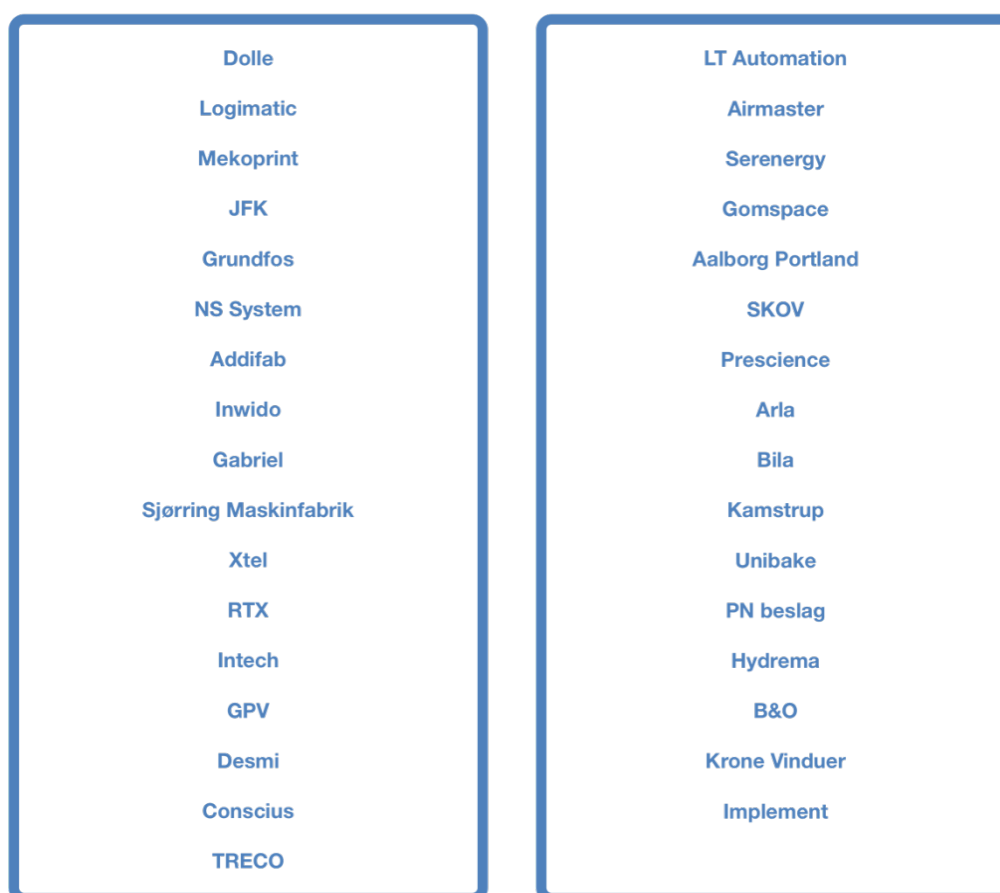 Dolle
Logimatic
Mekoprint
JFK
Grundfos
NS System
Addifab
Inwido
Gabriel
Sjørring Maskinfabrik
Xtel
RTX
Intech
GPV
Desmi
Conscius
TRECO
LT Automation
Airmaster
Serenergy
Gomspace
Aalborg Portland
SKOV
Prescience
Arla
Bila
Kamstrup
Unibake
PN beslag
Hydrema
B&O
Krone Vinduer
Implement